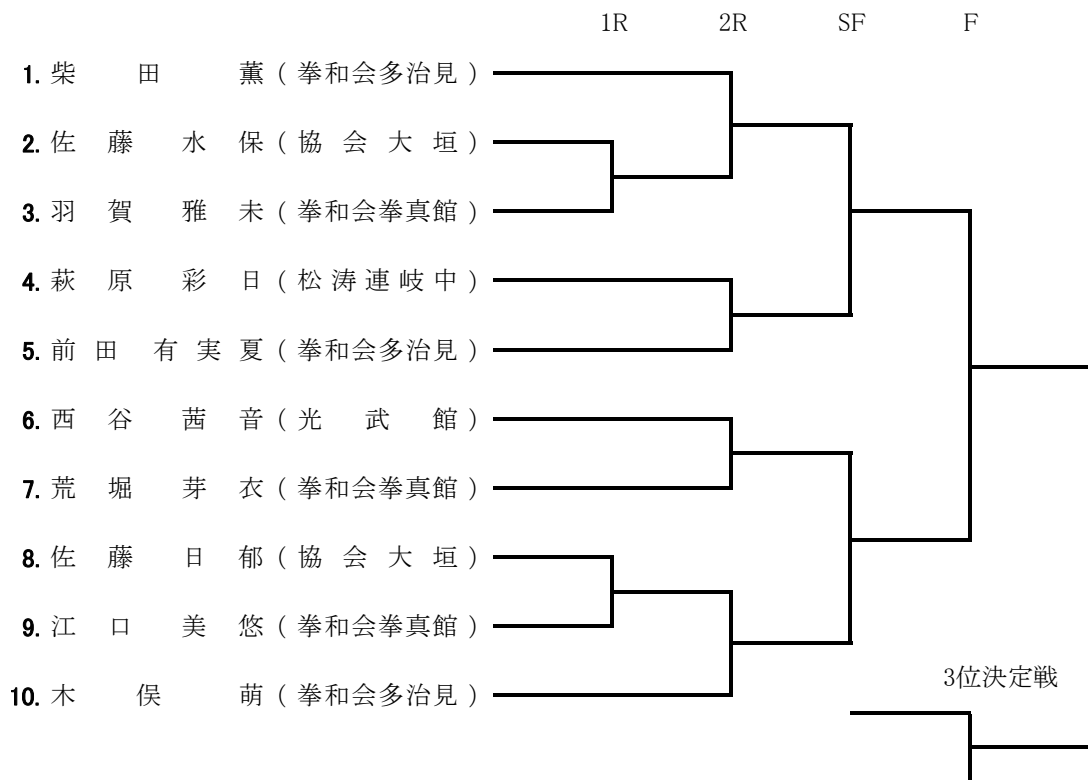 1R 2R SF F
1. 柴田薫 (拳和会多治見)
2. 佐藤水保 (協会大垣)
3. 羽賀雅未 (拳和会拳真館)
4. 萩原彩日 (松涛連岐中)
5. 前田有実夏 (拳和会多治見)
6. 西谷茜音 (光武館)
7. 荒堀芽衣 (拳和会拳真館)
8. 佐藤日郁 (協会大垣)
9. 江口美悠 (拳和会拳真館)
10. 木俣萌 (拳和会多治見)
3位決定戦